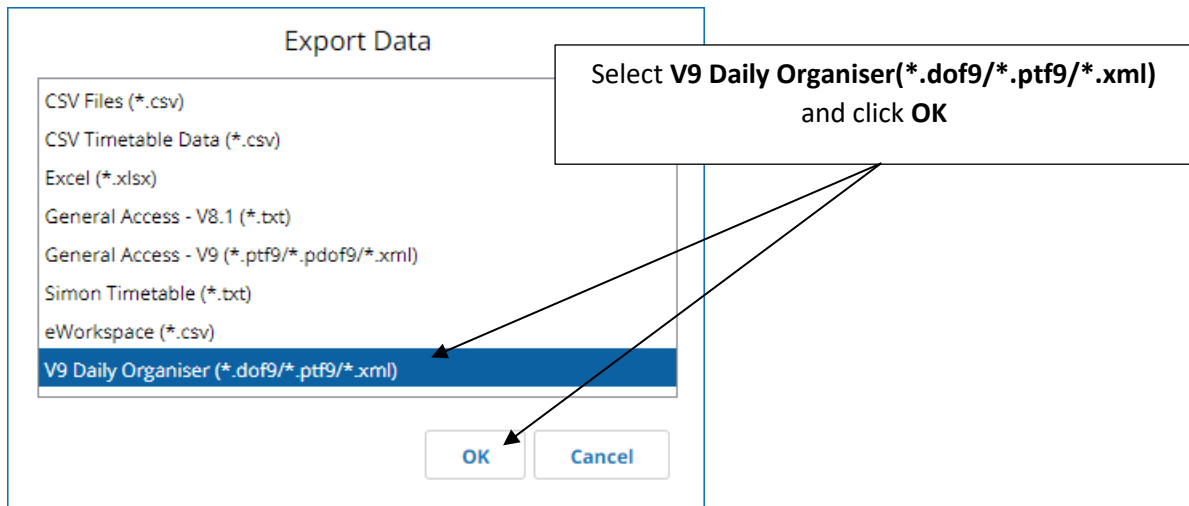 Export Data
Select V9 Daily Organiser(*.dof9/*.ptf9/*.xml)
and click OK
CSV Files (*.csv)
CSV Timetable Data (*.csv)
Excel (*.xlsx)
General Access - V8.1 (*.txt)
General Access - V9 (*.ptf9/*.pdof9/*.xml)
Simon Timetable (*.txt)
eWorkspace (*.csv)
V9 Daily Organiser (*.dof9/*.ptf9/*.xml)
OK
Cancel